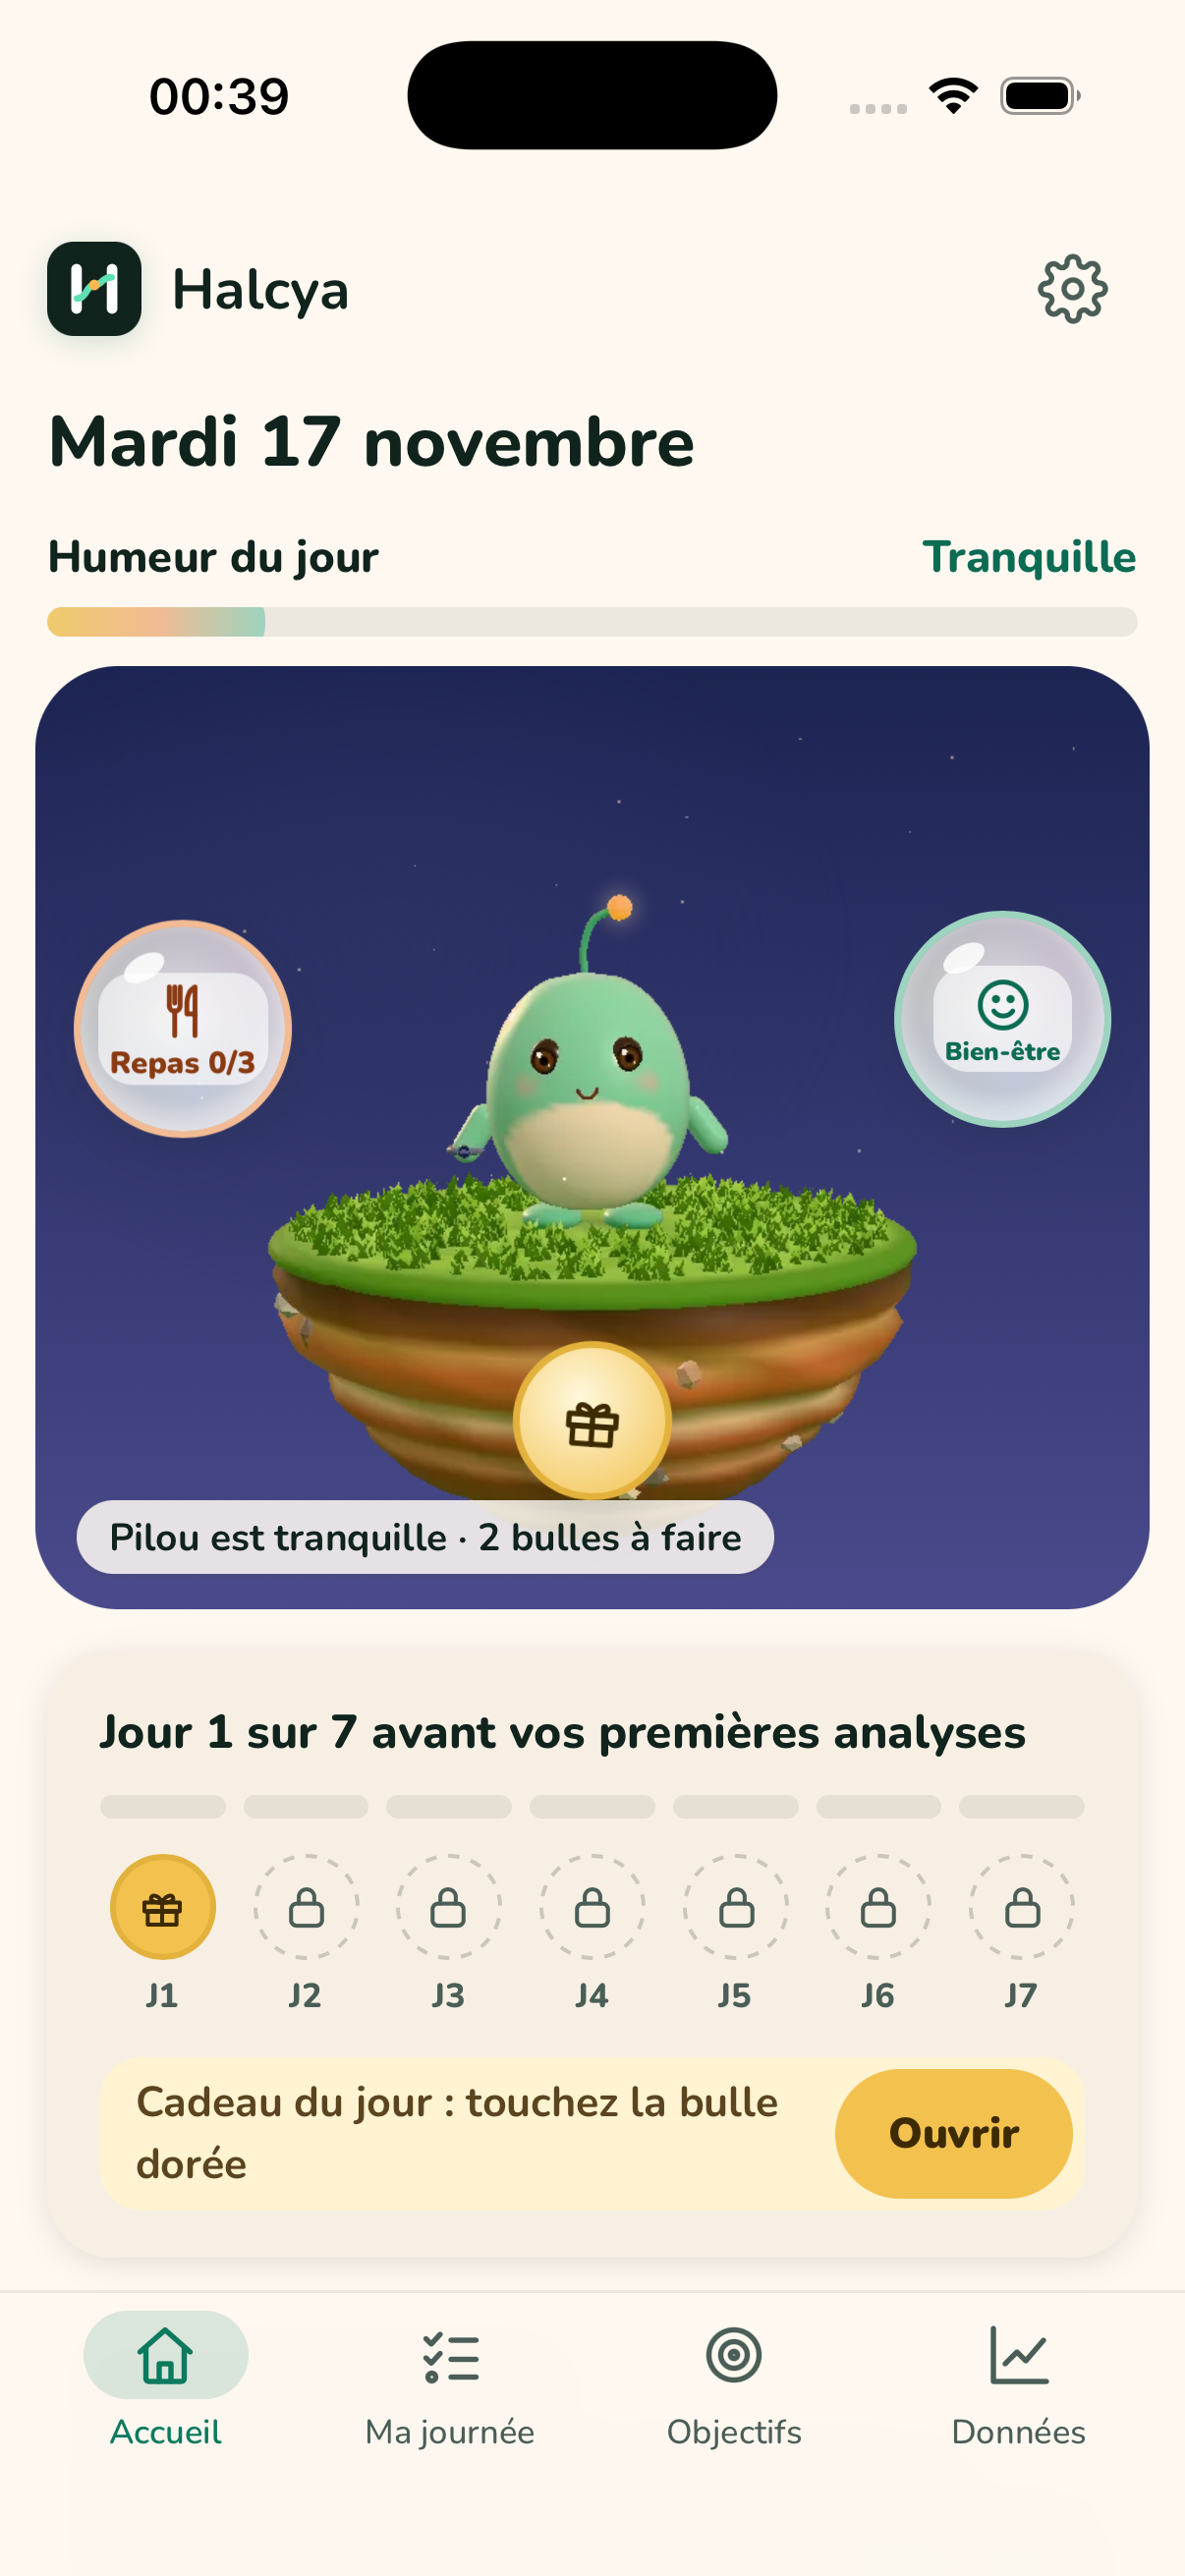 00:39
Halcya
Mardi 17 novembre
Humeur du jour
Tranquille
Repas 0/3
Bien-être
Pilou est tranquille · 2 bulles à faire
Jour 1 sur 7 avant vos premières analyses
J1
J2
J3
J4
J5
J6
J7
Cadeau du jour : touchez la bulle
dorée
Ouvrir
Accueil
Ma journée
Objectifs
Données